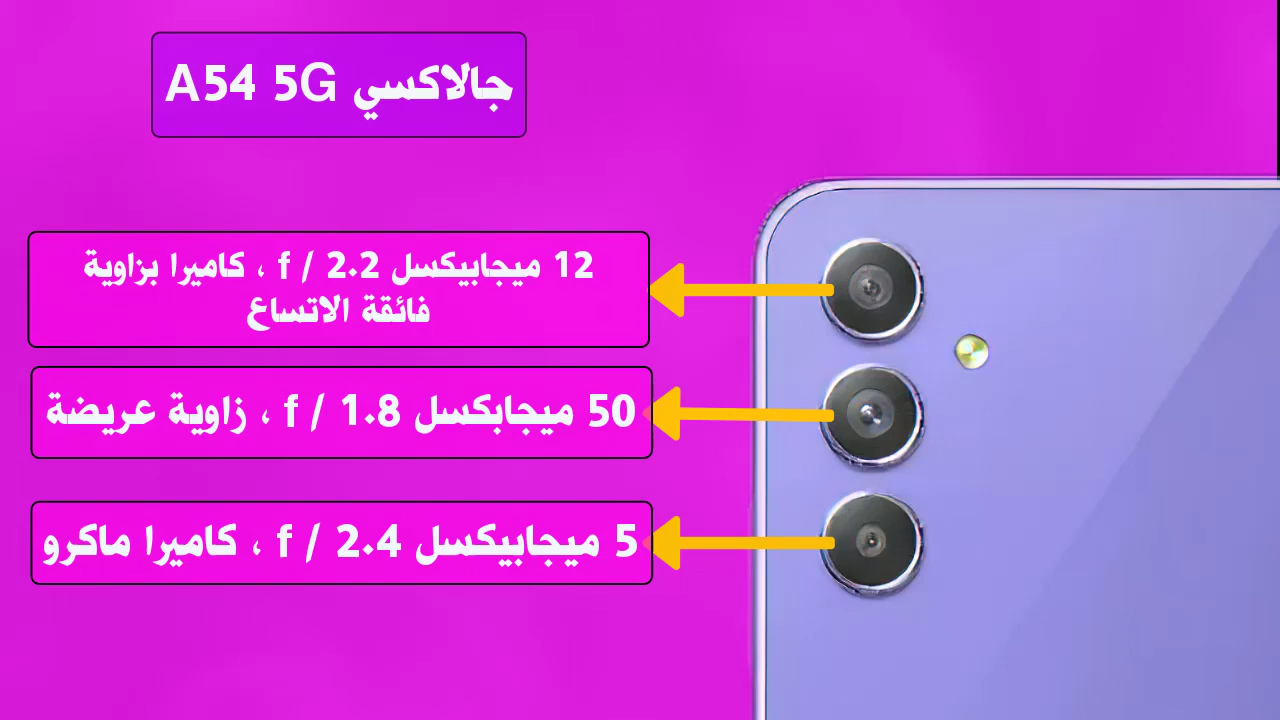 جالاكسي A54 5G
12 ميجابيكسل f / 2.2 ، كاميرا بزاوية
فائقة الاتساع
50 ميجابكسل f / 1.8 ، زاوية عريضة
5 ميجابيكسل f / 2.4 ، كاميرا ماكرو